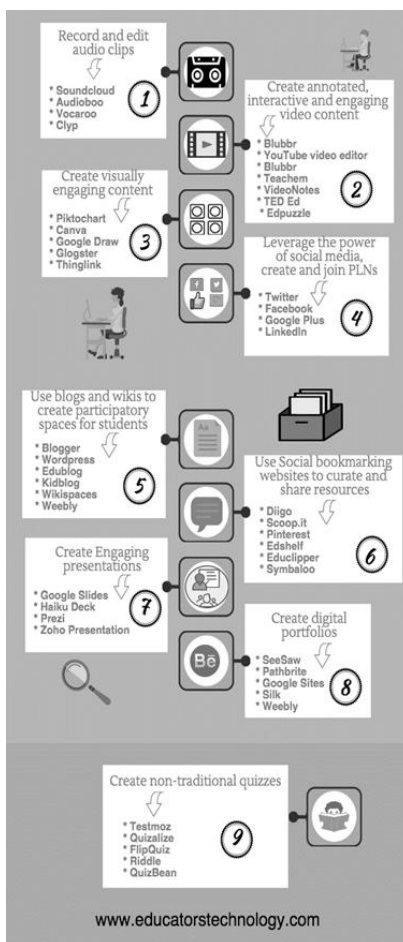 Record and edit
audio clips
* Soundcloud
* Audioboo
* Vocaroo
* Clyp
1
Create annotated,
interactive and engaging
video content
* Blubbr
* YouTube video editor
* Blubbr
* Teachem
* VideoNotes
* TED Ed
* Edpuzzle
2
Create visually
engaging content
* Piktochart
* Canva
* Google Draw
* Glogster
* Thinglink
3
Leverage the power
of social media,
create and join PLNs
* Twitter
* Facebook
* Google Plus
* LinkedIn
4
Use blogs and wikis to
create participatory
spaces for students
* Blogger
* Wordpress
* Edublog
* Kidblog
* Wikispaces
* Weebly
5
Aa
Use Social bookmarking
websites to curate and
share resources
* Diigo
* Scoop.it
* Pinterest
* Edshelf
* Educlipper
* Symbaloo
6
Create Engaging
presentations
* Google Slides
* Haiku Deck
* Prezi
* Zoho Presentation
7
Bē
Create digital
portfolios
* SeeSaw
* Pathbrite
* Google Sites
* Silk
* Weebly
8
Create non-traditional quizzes
* Testmoz
* Quizalize
* FlipQuiz
* Riddle
* QuizBean
9
www.educatorstechnology.com